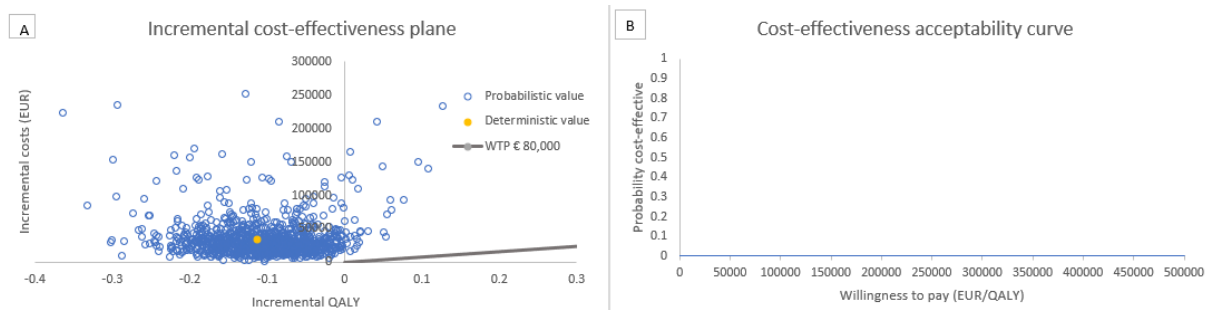 A
Incremental cost-effectiveness plane
Incremental costs (EUR)
300000
250000
200000
150000
100000
50000
0
Probabilistic value
Deterministic value
WTP € 80,000
-0.4 -0.3 -0.2 -0.1 0 0.1 0.2 0.3
Incremental QALY
B
Cost-effectiveness acceptability curve
Probability cost-effective
1
0.9
0.8
0.7
0.6
0.5
0.4
0.3
0.2
0.1
0
0 50000 100000 150000 200000 250000 300000 350000 400000 450000 500000
Willingness to pay (EUR/QALY)